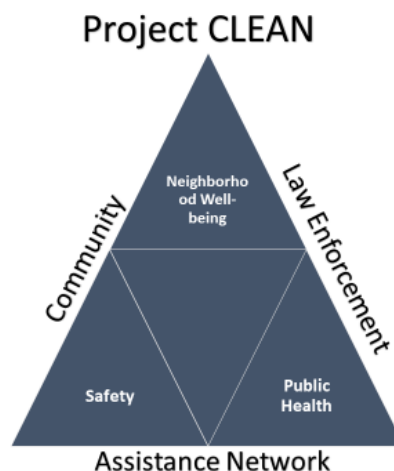 Project CLEAN
Community
Law Enforcement
Neighborho
od Well-
being
Safety
Public
Health
Assistance Network